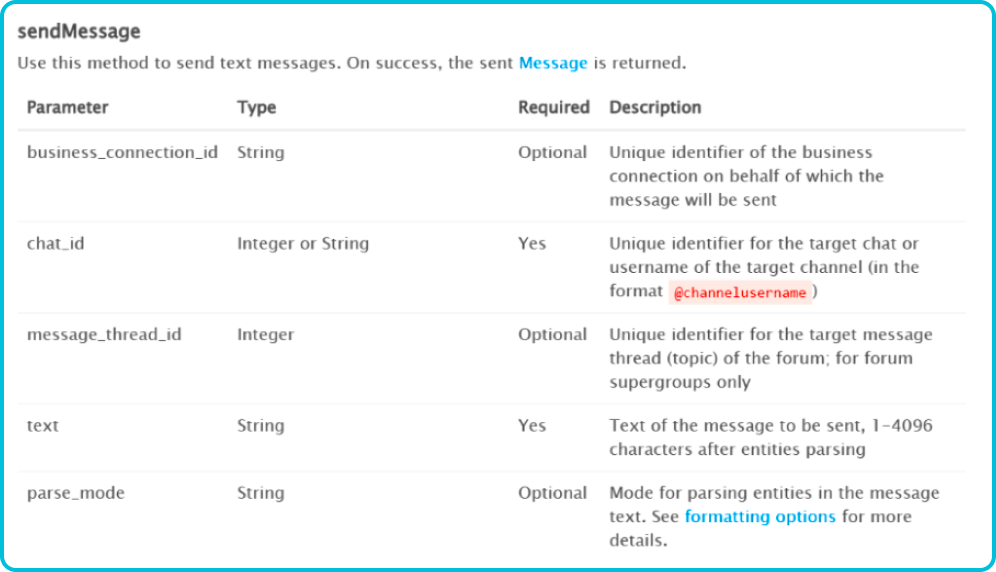 sendMessage
Use this method to send text messages. On success, the sent Message is returned.
Parameter Type Required Description
business_connection_id String Optional Unique identifier of the business
connection on behalf of which the
message will be sent
chat_id Integer or String Yes Unique identifier for the target chat or
username of the target channel (in the
format @channelusername )
message_thread_id Integer Optional Unique identifier for the target message
thread (topic) of the forum; for forum
supergroups only
text String Yes Text of the message to be sent, 1-4096
characters after entities parsing
parse_mode String Optional Mode for parsing entities in the message
text. See formatting options for more
details.